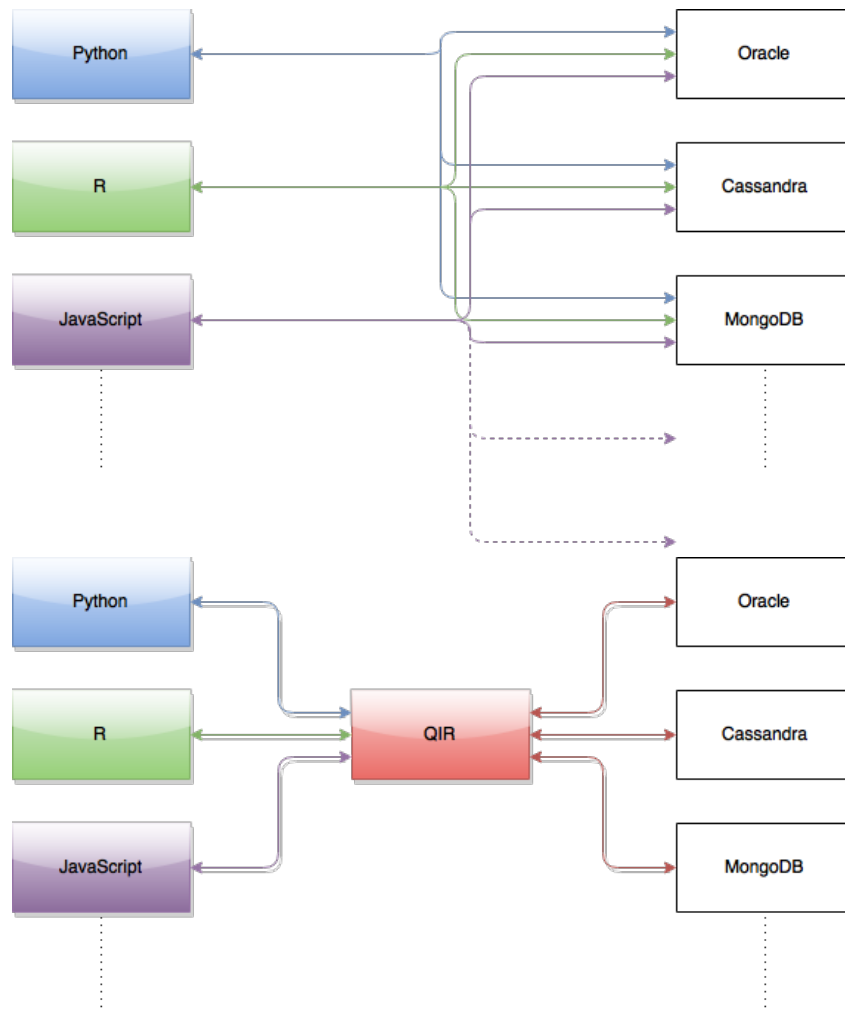 Python
Oracle
R
Cassandra
JavaScript
MongoDB
Python
Oracle
R
QIR
Cassandra
JavaScript
MongoDB